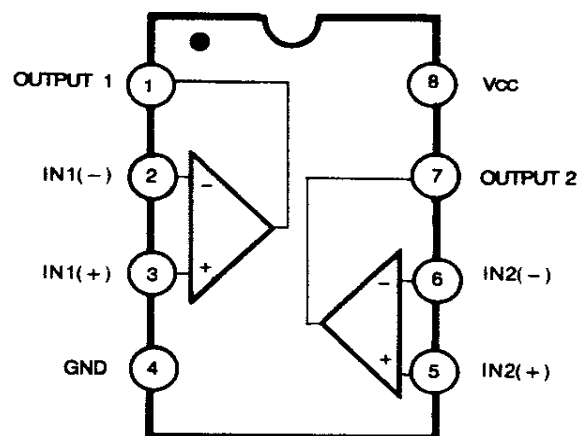 OUTPUT 1 1
8 Vcc
IN1(-) 2 -
7 OUTPUT 2
IN1(+) 3 +
- 6 IN2(-)
GND 4
+ 5 IN2(+)